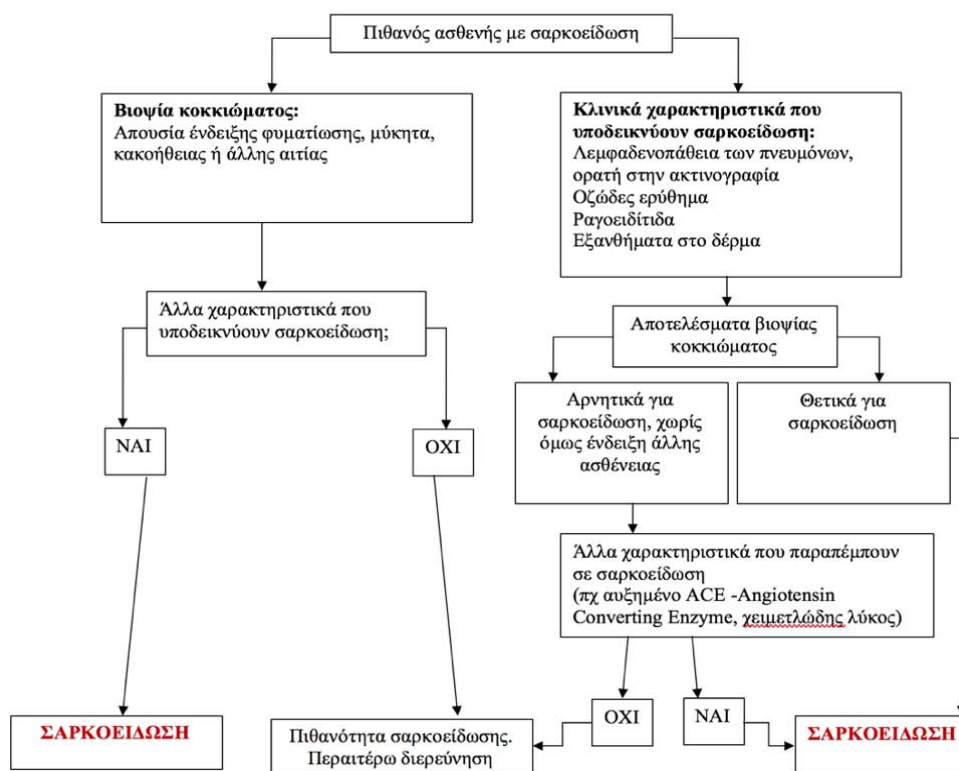 Πιθανός ασθενής με σαρκοείδωση
Βιοψία κοκκιώματος:
Απουσία ένδειξης φυματίωσης, μύκητα,
κακοήθειας ή άλλης αιτίας
Κλινικά χαρακτηριστικά που
υποδεικνύουν σαρκοείδωση:
Λεμφαδενοπάθεια των πνευμόνων,
ορατή στην ακτινογραφία
Οζώδες ερύθημα
Ραγοειδίτιδα
Εξανθήματα στο δέρμα
Άλλα χαρακτηριστικά που
υποδεικνύουν σαρκοείδωση;
Αποτελέσματα βιοψίας
κοκκιώματος
ΝΑΙ
ΟΧΙ
Αρνητικά για
σαρκοείδωση, χωρίς
όμως ένδειξη άλλης
ασθένειας
Θετικά για
σαρκοείδωση
Άλλα χαρακτηριστικά που παραπέμπουν
σε σαρκοείδωση
(πχ αυξημένο ACE -Angiotensin
Converting Enzyme, χειμετλώδης λύκος)
ΟΧΙ
ΝΑΙ
ΣΑΡΚΟΕΙΔΩΣΗ
Πιθανότητα σαρκοείδωσης.
Περαιτέρω διερεύνηση
ΣΑΡΚΟΕΙΔΩΣΗ